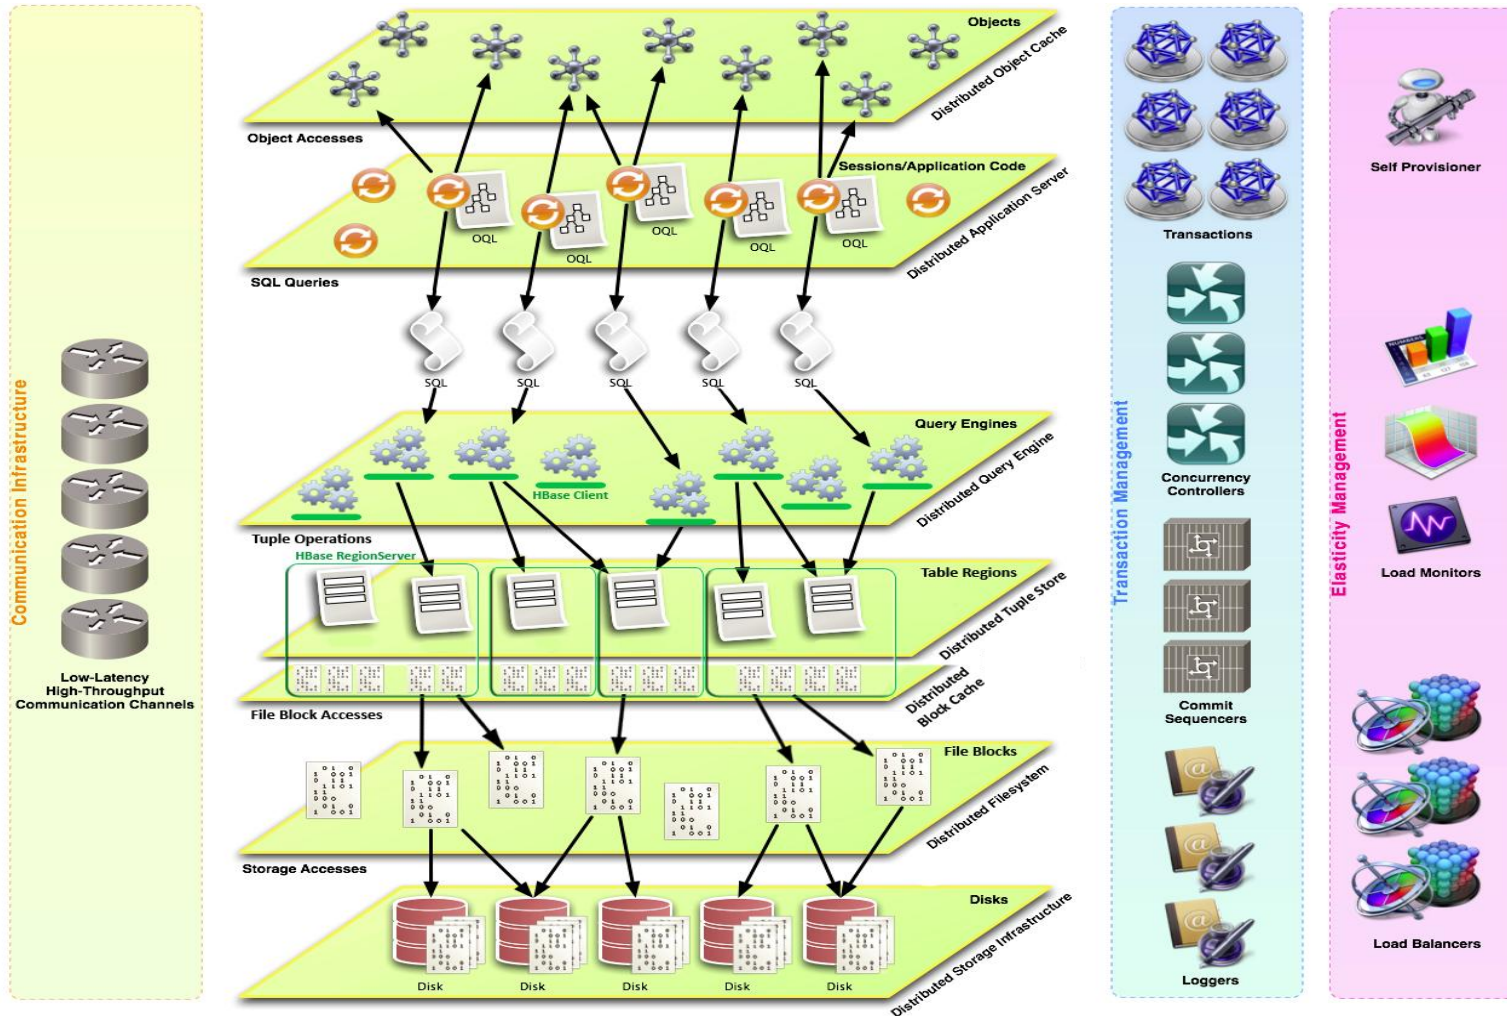 Communication Infrastructure
Low-Latency
High-Throughput
Communication Channels
Objects
Distributed Object Cache
Object Accesses
Sessions/Application Code
Distributed Application Server
OQL
OQL
OQL
OQL
OQL
SQL Queries
SQL
SQL
SQL
SQL
SQL
Query Engines
Distributed Query Engine
HBase Client
Tuple Operations
HBase RegionServer
Table Regions
Distributed Tuple Store
Distributed
Block Cache
File Block Accesses
File Blocks
Distributed Filesystem
Storage Accesses
Disks
Distributed Storage Infrastructure
Disk
Disk
Disk
Disk
Disk
Transaction Management
Transactions
Concurrency
Controllers
Commit
Sequencers
Loggers
Elasticity Management
Self Provisioner
NUMBERS
Load Monitors
Load Balancers